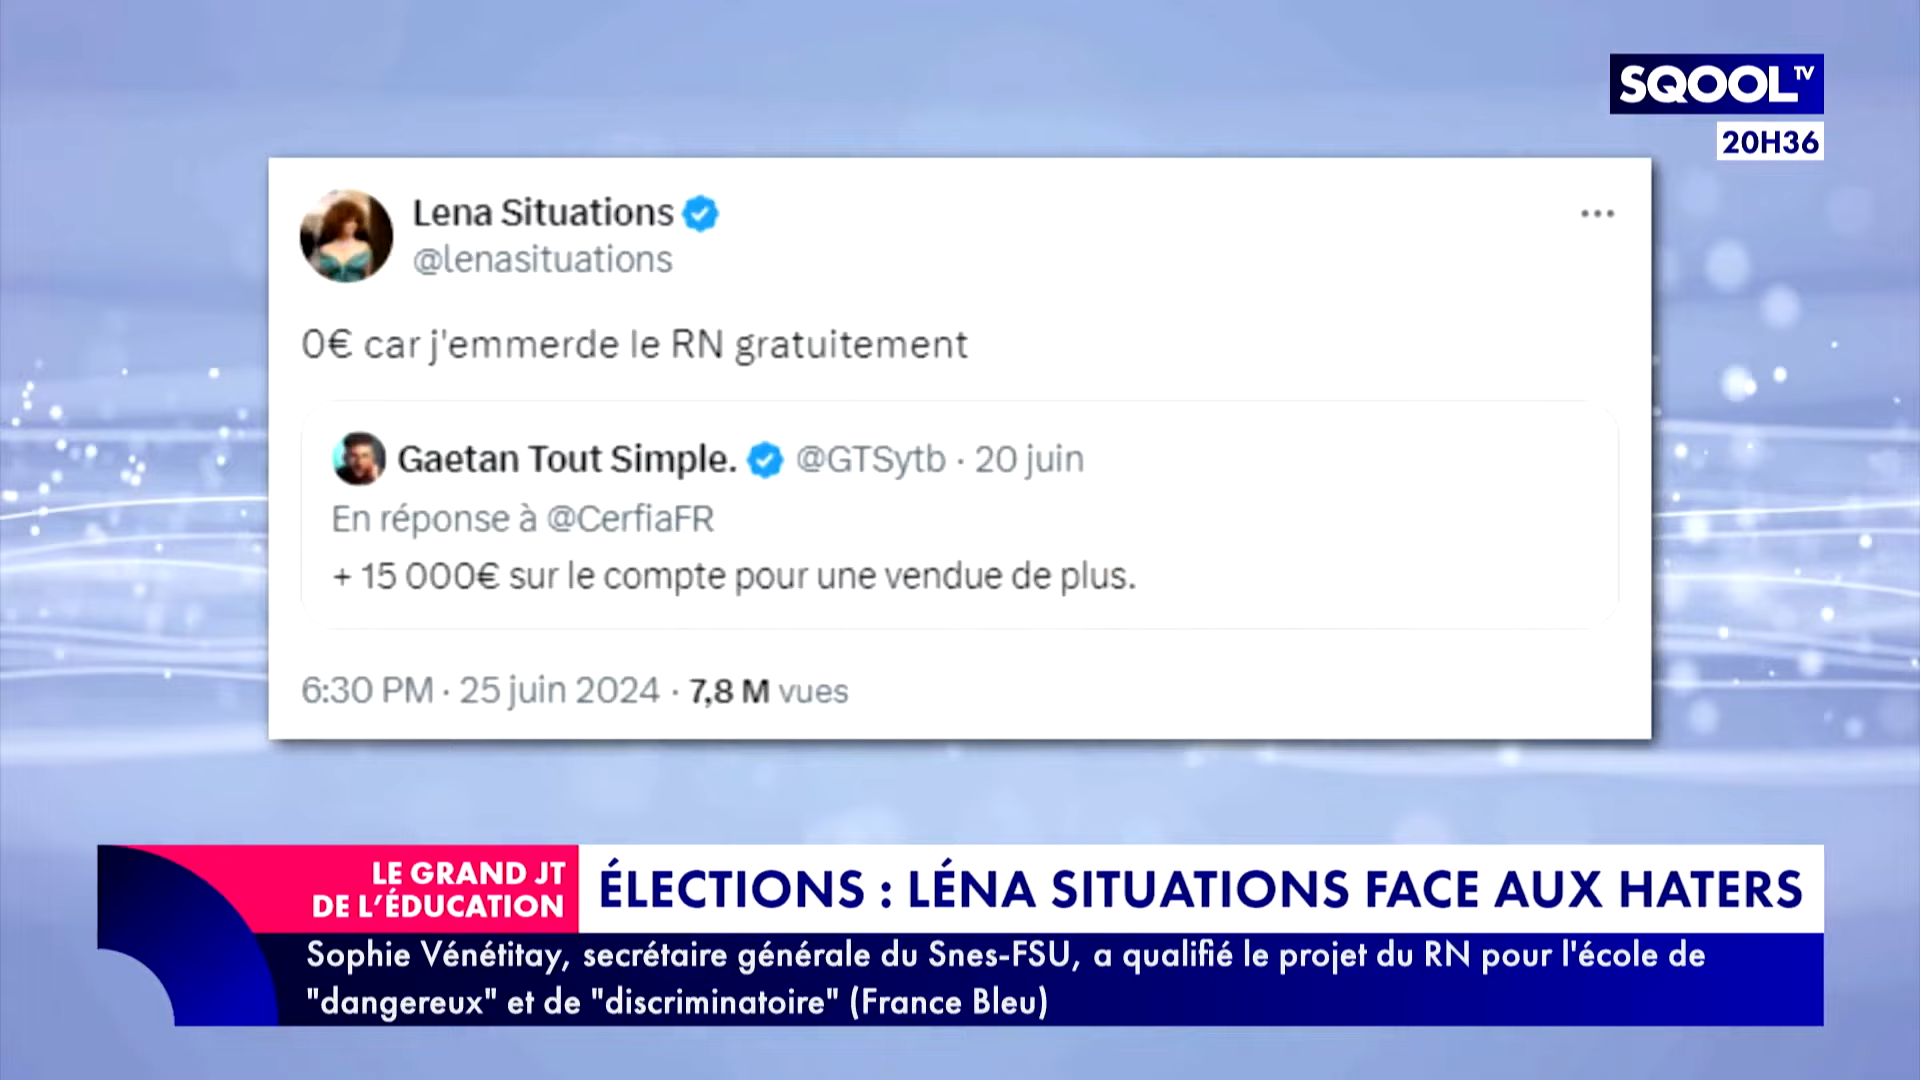 SQOOL TV
20H36
Lena Situations
@lenasituations
0€ car j'emmerde le RN gratuitement
Gaetan Tout Simple. @GTSytb · 20 juin
En réponse à @CerfiaFR
+ 15 000€ sur le compte pour une vendue de plus.
6:30 PM · 25 juin 2024 · 7,8 M vues
LE GRAND JT
DE L'ÉDUCATION
ÉLECTIONS : LÉNA SITUATIONS FACE AUX HATERS
Sophie Vénétitay, secrétaire générale du Snes-FSU, a qualifié le projet du RN pour l'école de
"dangereux" et de "discriminatoire" (France Bleu)